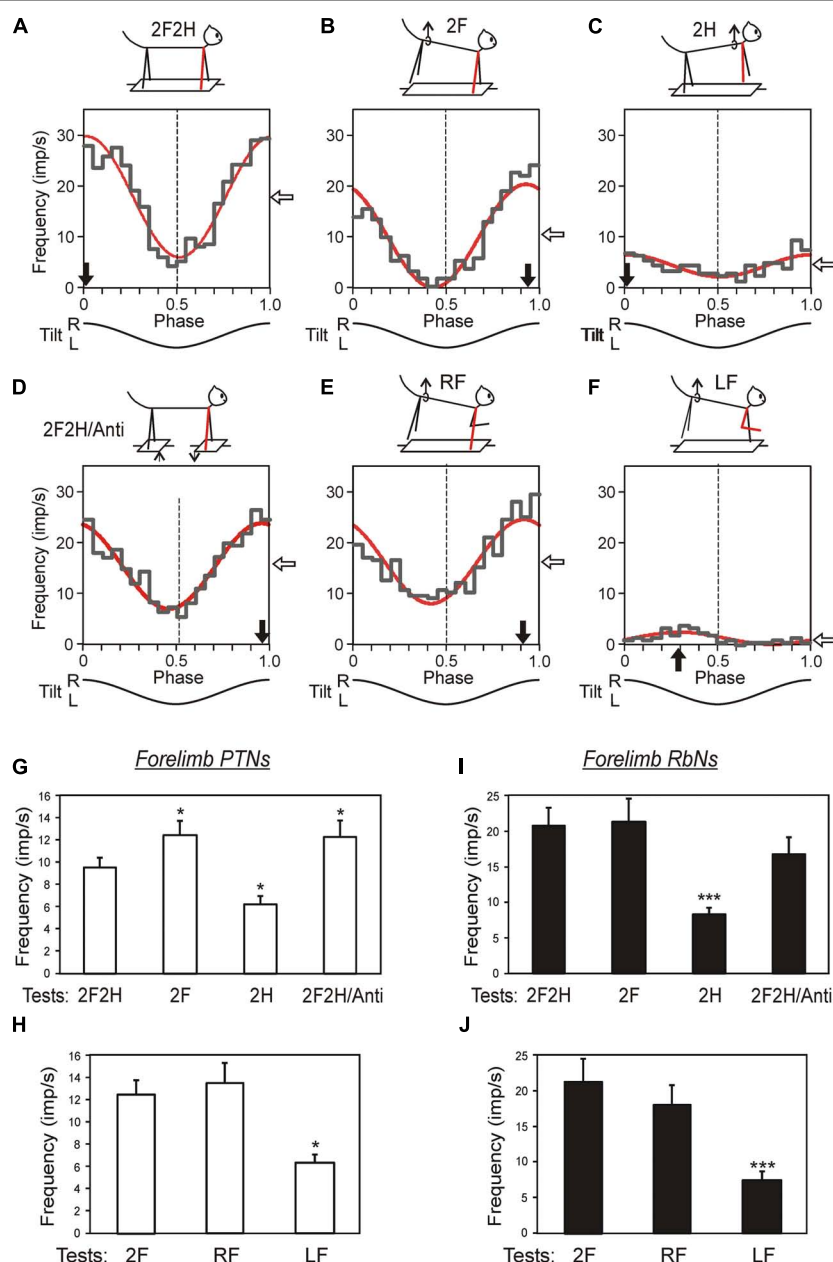 A 2F2H B 2F C 2H
Frequency (imp/s)
30 30 30
20 20 20
10 10 10
0 0 0
0 0.5 1.0 0 0.5 1.0 0 0.5 1.0
Phase Phase Phase
Tilt R L Tilt R L Tilt R L
D 2F2H/Anti E RF F LF
Frequency (imp/s)
30 30 30
20 20 20
10 10 10
0 0 0
0 0.5 1.0 0 0.5 1.0 0 0.5 1.0
Phase Phase Phase
Tilt R L Tilt R L Tilt R L
G Forelimb PTNs
Frequency (imp/s)
16
14
12
10
8
6
4
2
0
* * *
Tests: 2F2H 2F 2H 2F2H/Anti
I Forelimb RbNs
Frequency (imp/s)
25
20
15
10
5
0
***
Tests: 2F2H 2F 2H 2F2H/Anti
H
Frequency (imp/s)
16
14
12
10
8
6
4
2
0
*
Tests: 2F RF LF
J
Frequency (imp/s)
25
20
15
10
5
0
***
Tests: 2F RF LF